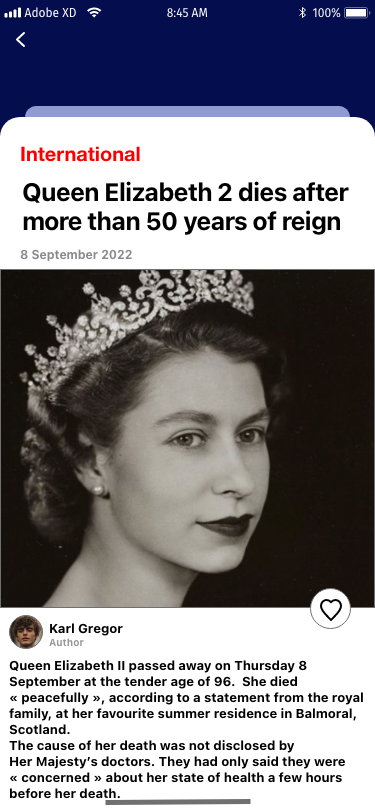 Adobe XD 8:45 AM 100%
International
Queen Elizabeth 2 dies after
more than 50 years of reign
8 September 2022
Karl Gregor
Author
Queen Elizabeth II passed away on Thursday 8
September at the tender age of 96. She died
« peacefully », according to a statement from the royal
family, at her favourite summer residence in Balmoral,
Scotland.
The cause of her death was not disclosed by
Her Majesty’s doctors. They had only said they were
« concerned » about her state of health a few hours
before her death.